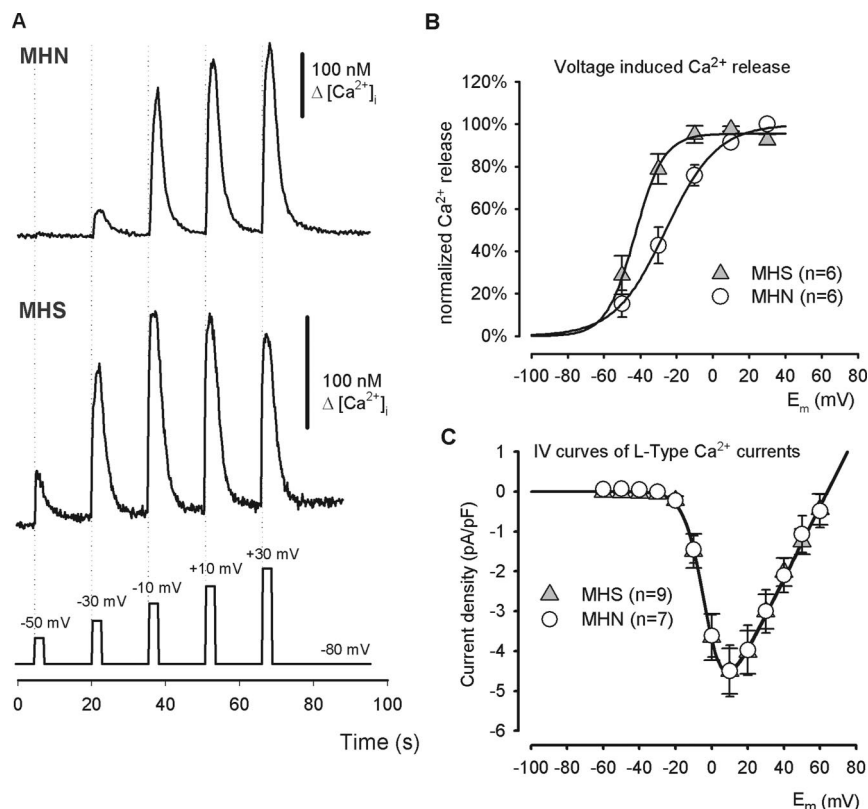 A
MHN
100 nM
Δ [Ca²⁺]ᵢ
MHS
100 nM
Δ [Ca²⁺]ᵢ
-50 mV
-30 mV
-10 mV
+10 mV
+30 mV
-80 mV
0 20 40 60 80 100
Time (s)
B
Voltage induced Ca²⁺ release
normalized Ca²⁺ release
120%
100%
80%
60%
40%
20%
0%
MHS (n=6)
MHN (n=6)
-100 -80 -60 -40 -20 0 20 40 60 80
Eₘ (mV)
C
IV curves of L-Type Ca²⁺ currents
Current density (pA/pF)
1
0
-1
-2
-3
-4
-5
-6
MHS (n=9)
MHN (n=7)
-100 -80 -60 -40 -20 0 20 40 60 80
Eₘ (mV)